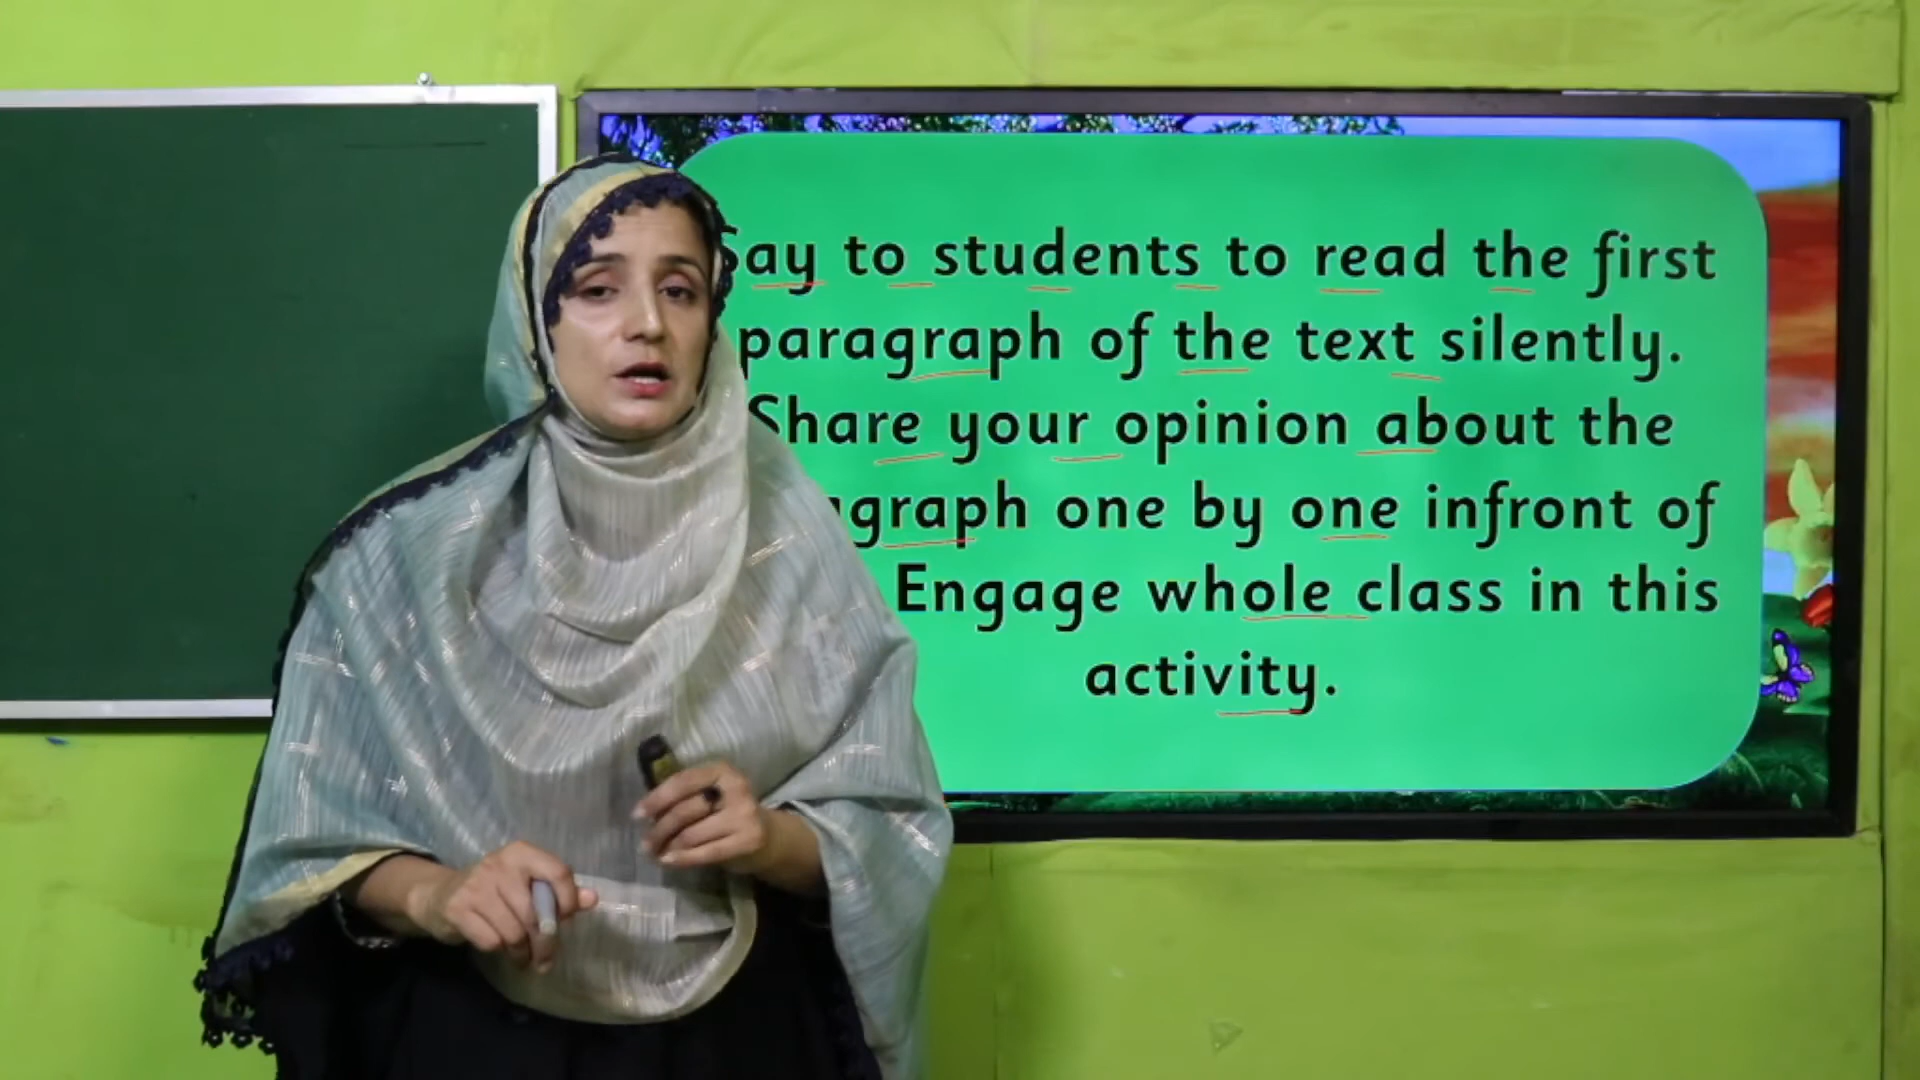 Say to students to read the first
paragraph of the text silently.
Share your opinion about the
agraph one by one infront of
Engage whole class in this
activity.